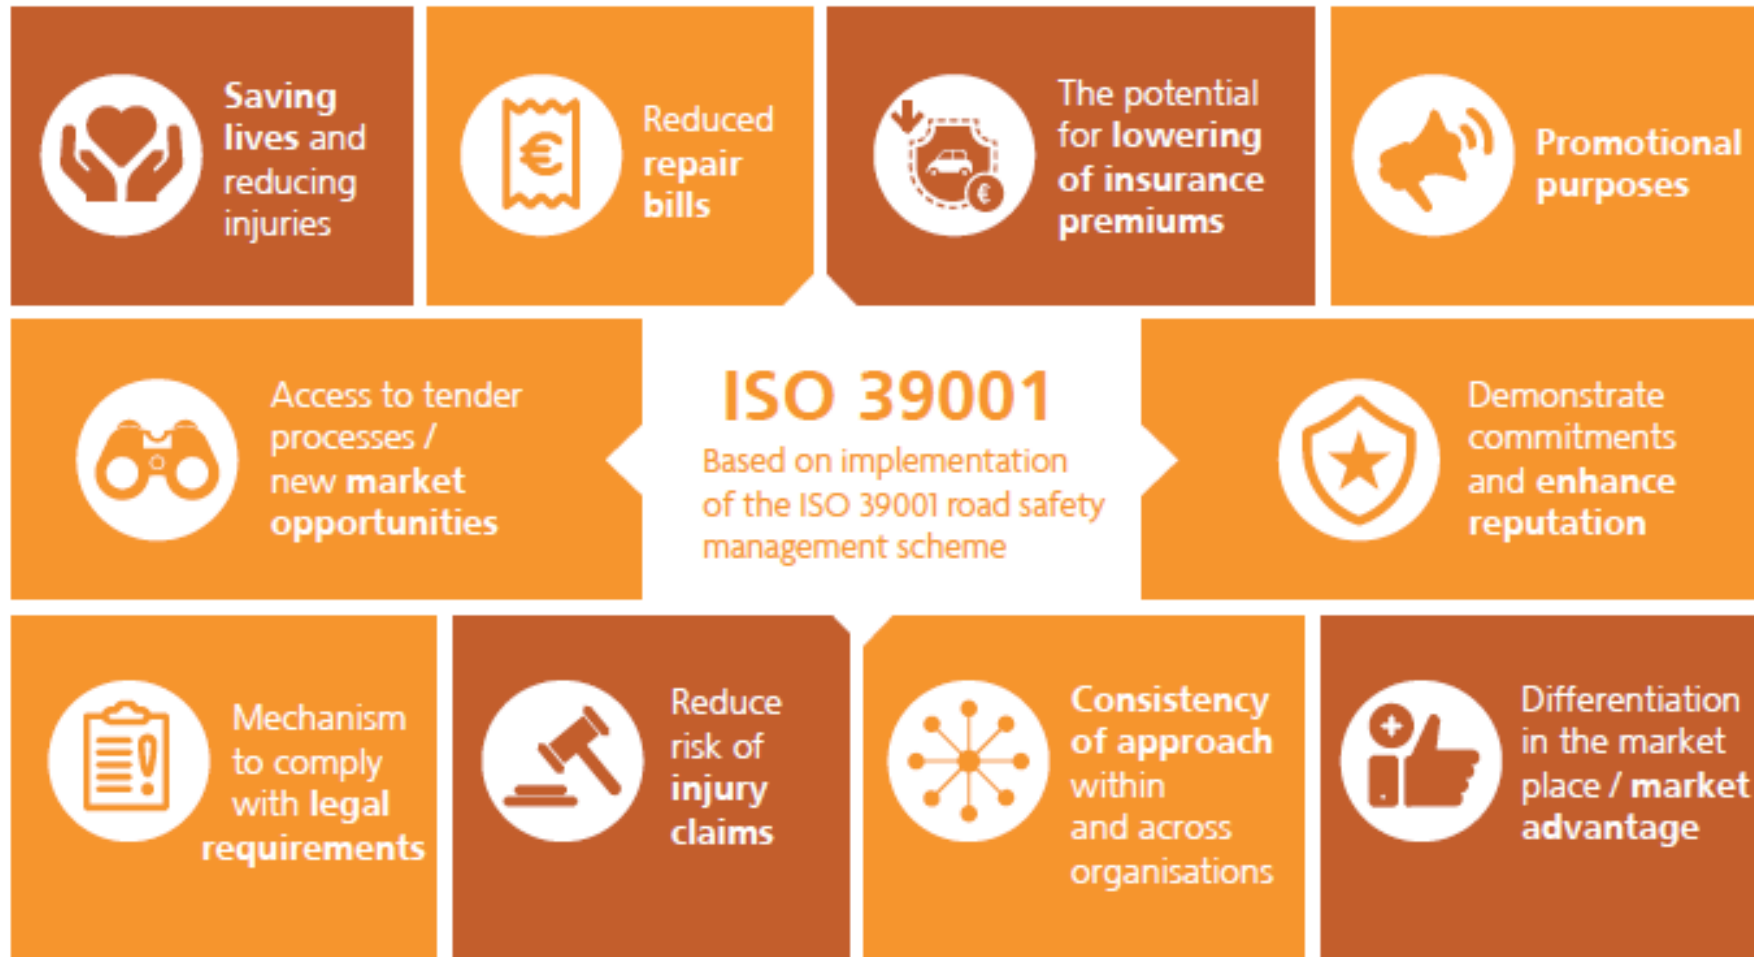 Saving
lives and
reducing
injuries
€
Reduced
repair
bills
€
The potential
for lowering
of insurance
premiums
Promotional
purposes
Access to tender
processes /
new market
opportunities
ISO 39001
Based on implementation
of the ISO 39001 road safety
management scheme
Demonstrate
commitments
and enhance
reputation
Mechanism
to comply
with legal
requirements
Reduce
risk of
injury
claims
Consistency
of approach
within
and across
organisations
Differentiation
in the market
place / market
advantage